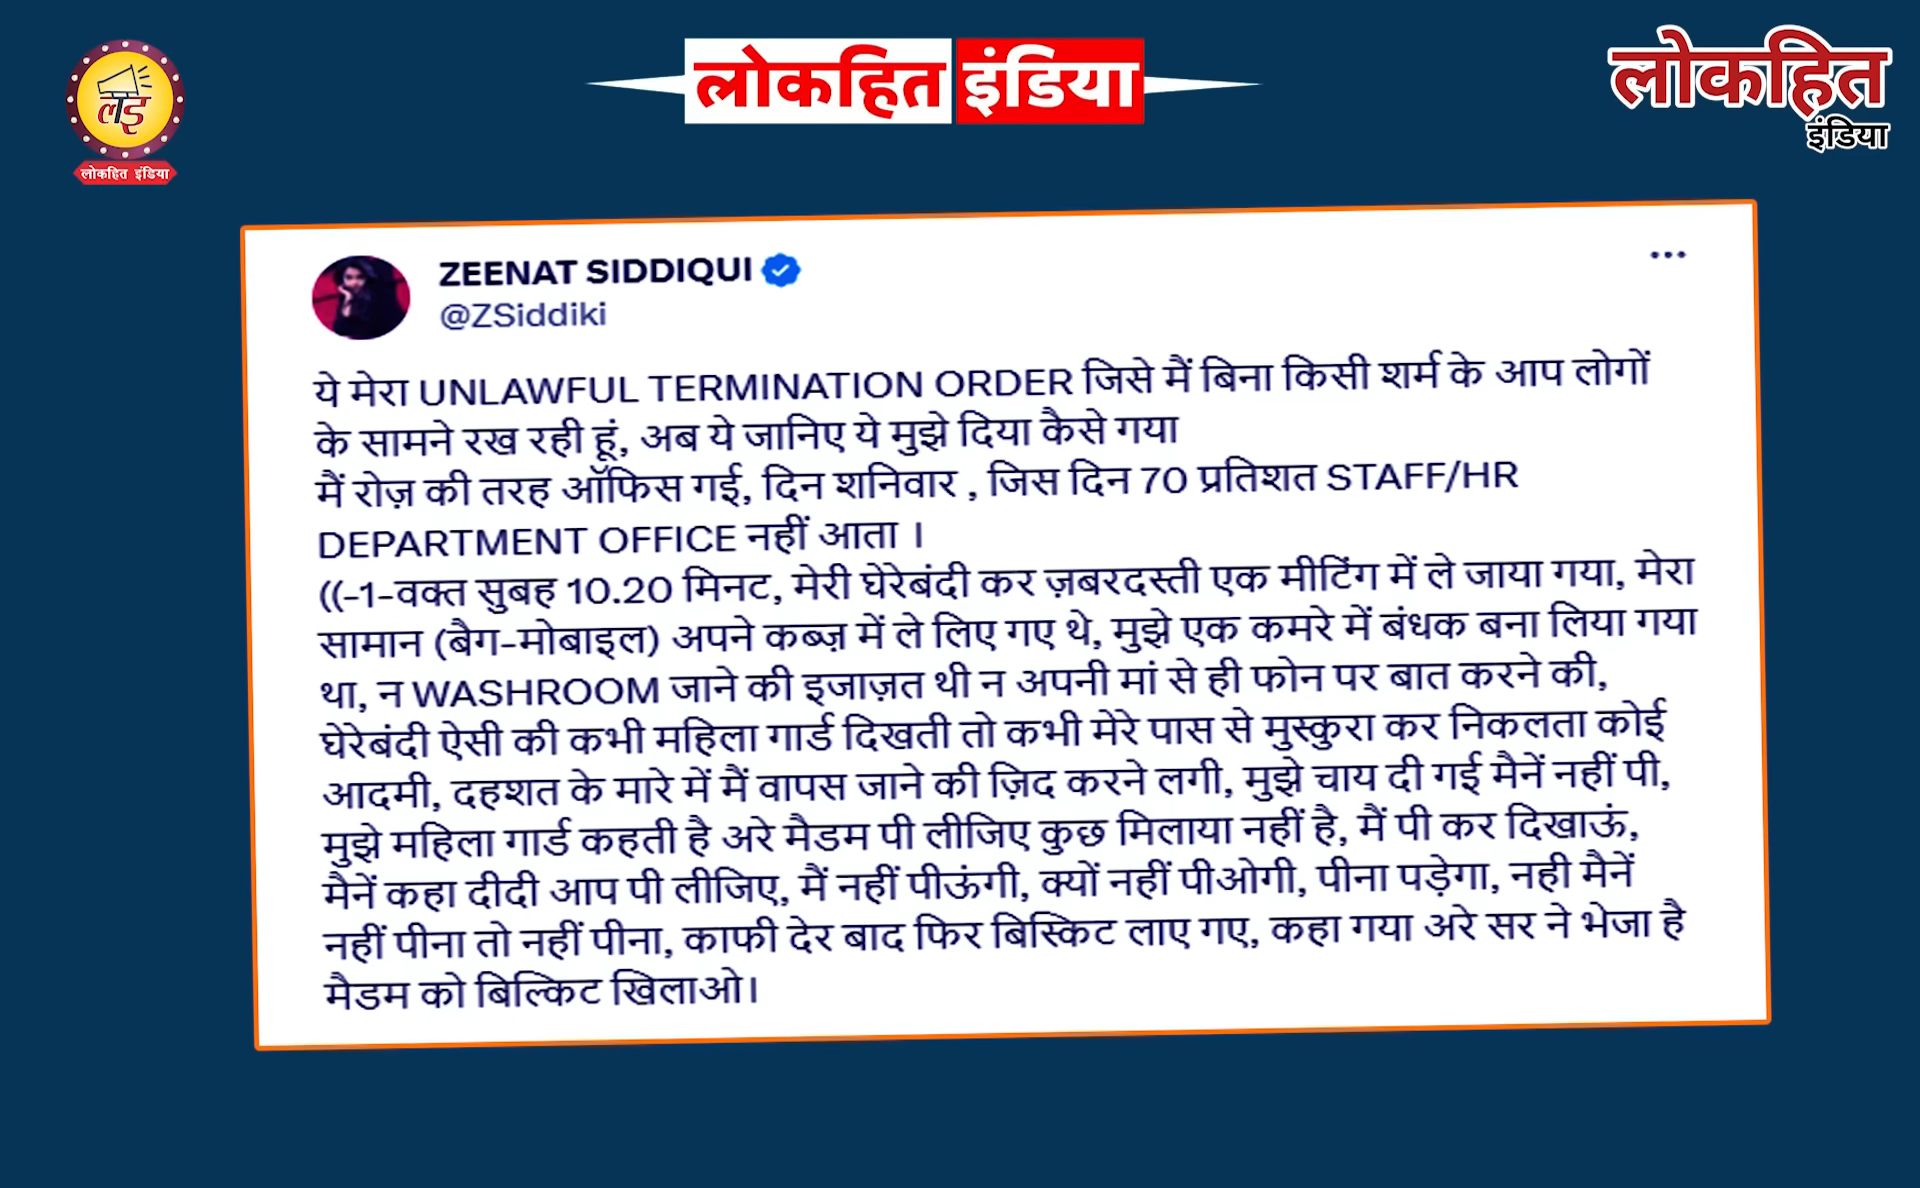 लोकहित इंडिया
लोकहित
इंडिया
लइ
लोकहित इंडिया
ZEENAT SIDDIQUI
@ZSiddiki
ये मेरा UNLAWFUL TERMINATION ORDER जिसे मैं बिना किसी शर्म के आप लोगों
के सामने रख रही हूं, अब ये जानिए ये मुझे दिया कैसे गया
मैं रोज़ की तरह ऑफिस गई, दिन शनिवार , जिस दिन 70 प्रतिशत STAFF/HR
DEPARTMENT OFFICE नहीं आता ।
((-1-वक्त सुबह 10.20 मिनट, मेरी घेरेबंदी कर ज़बरदस्ती एक मीटिंग में ले जाया गया, मेरा
सामान (बैग-मोबाइल) अपने कब्ज़ में ले लिए गए थे, मुझे एक कमरे में बंधक बना लिया गया
था, न WASHROOM जाने की इजाज़त थी न अपनी मां से ही फोन पर बात करने की,
घेरेबंदी ऐसी की कभी महिला गार्ड दिखती तो कभी मेरे पास से मुस्कुरा कर निकलता कोई
आदमी, दहशत के मारे में मैं वापस जाने की ज़िद करने लगी, मुझे चाय दी गई मैनें नहीं पी,
मुझे महिला गार्ड कहती है अरे मैडम पी लीजिए कुछ मिलाया नहीं है, मैं पी कर दिखाऊं,
मैनें कहा दीदी आप पी लीजिए, मैं नहीं पीऊंगी, क्यों नहीं पीओगी, पीना पड़ेगा, नही मैनें
नहीं पीना तो नहीं पीना, काफी देर बाद फिर बिस्किट लाए गए, कहा गया अरे सर ने भेजा है
मैडम को बिल्किट खिलाओ।